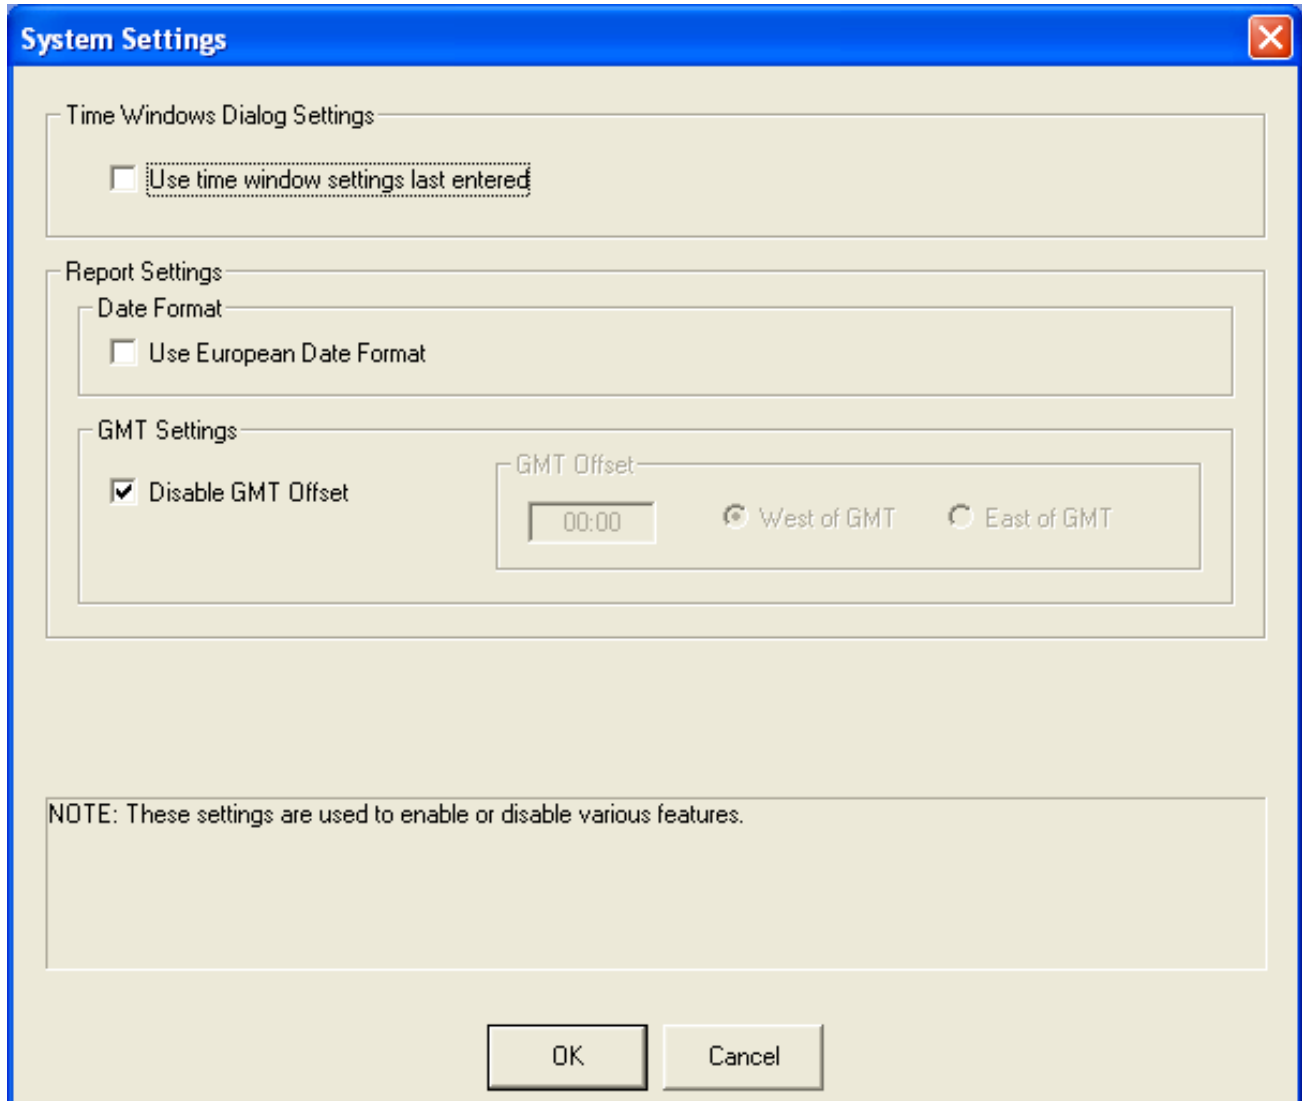 System Settings
Time Windows Dialog Settings
Use time window settings last entered
Report Settings
Date Format
Use European Date Format
GMT Settings
GMT Offset
Disable GMT Offset
00:00 West of GMT East of GMT
NOTE: These settings are used to enable or disable various features.
OK Cancel